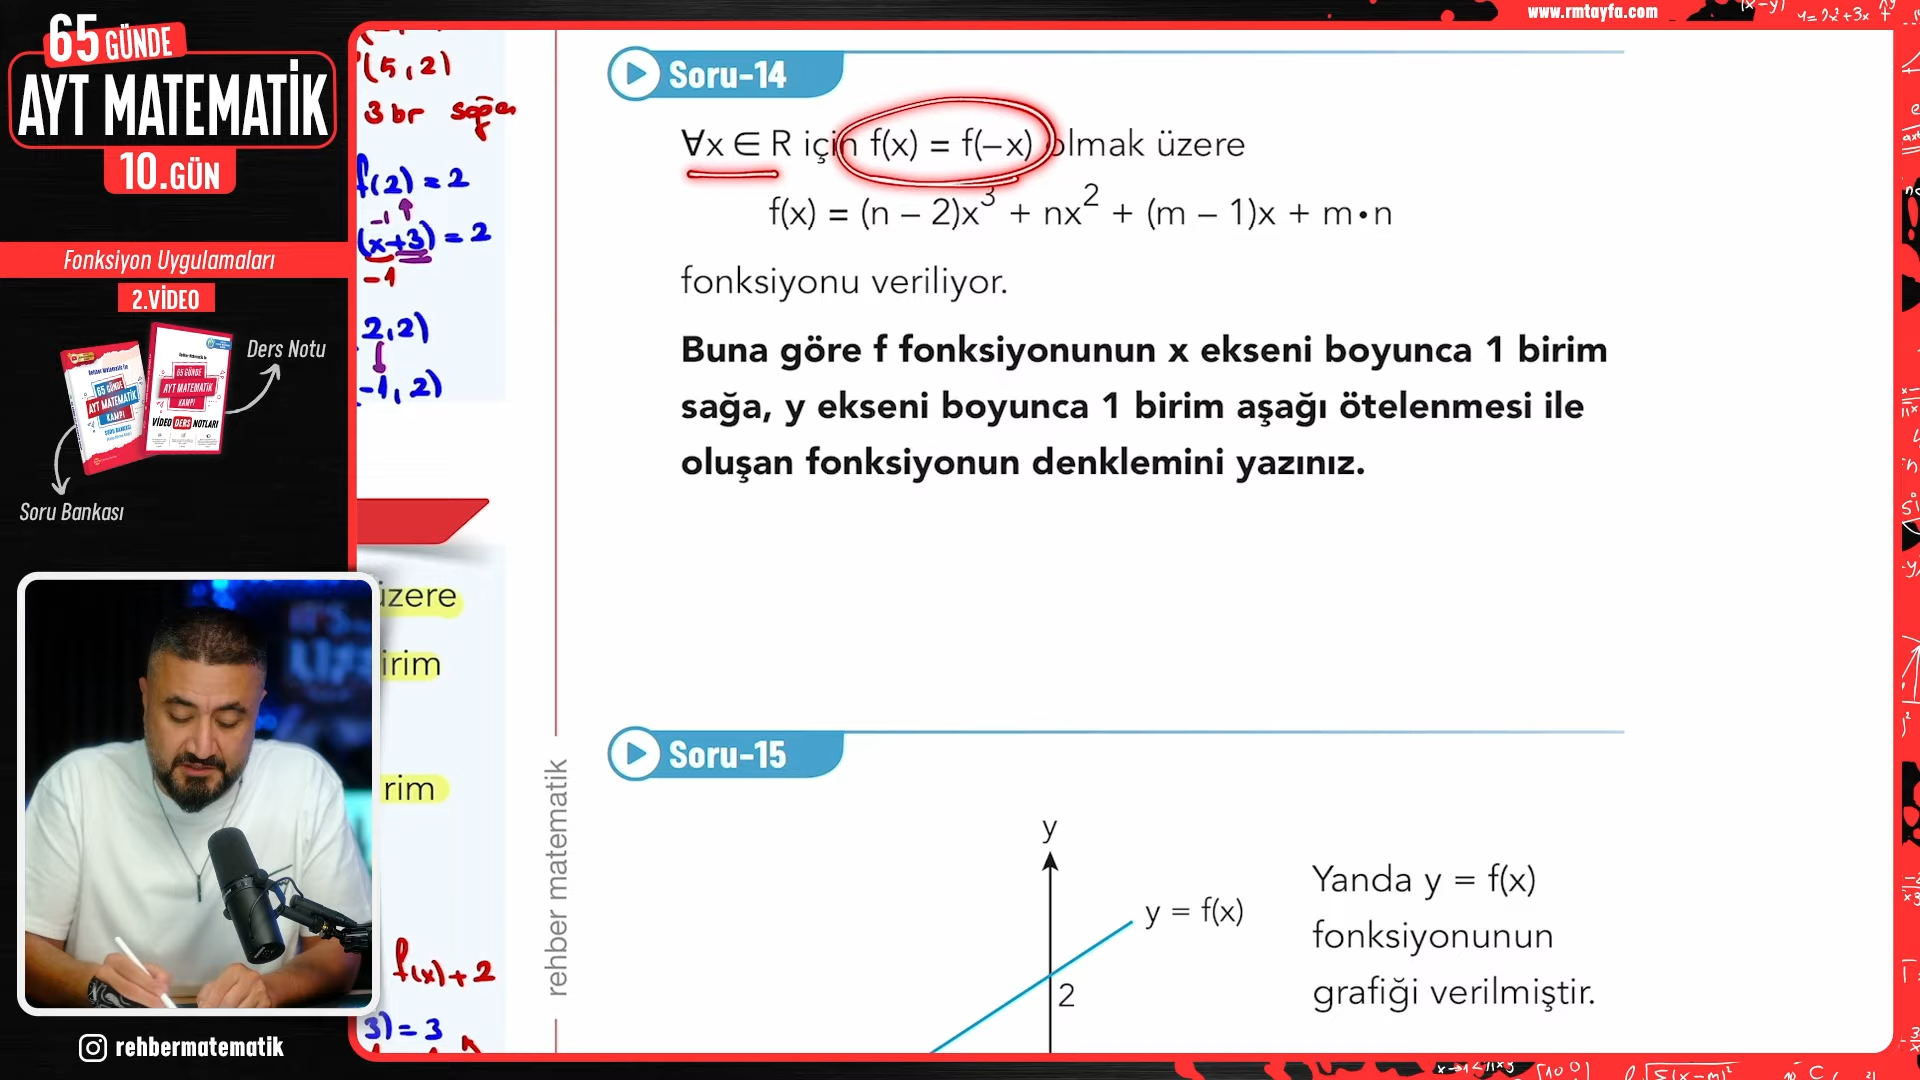 65 GÜNDE
AYT MATEMATİK
10.GÜN
Fonksiyon Uygulamaları
2.VİDEO
Ders Notu
Soru Bankası
rehbermatematik
www.rmtayfa.com
(5,2)
3 br sağa
f(2) = 2
-1
(x+3) = 2
-1
2,2)
-1, 2)
üzere
irim
rim
f(x)+2
3) = 3
rehber matematik
Soru-14
∀x ∈ R için f(x) = f(–x) olmak üzere
f(x) = (n – 2)x³ + nx² + (m – 1)x + m•n
fonksiyonu veriliyor.
Buna göre f fonksiyonunun x ekseni boyunca 1 birim
sağa, y ekseni boyunca 1 birim aşağı ötelenmesi ile
oluşan fonksiyonun denklemini yazınız.
Soru-15
y
y = f(x)
2
Yanda y = f(x)
fonksiyonunun
grafiği verilmiştir.